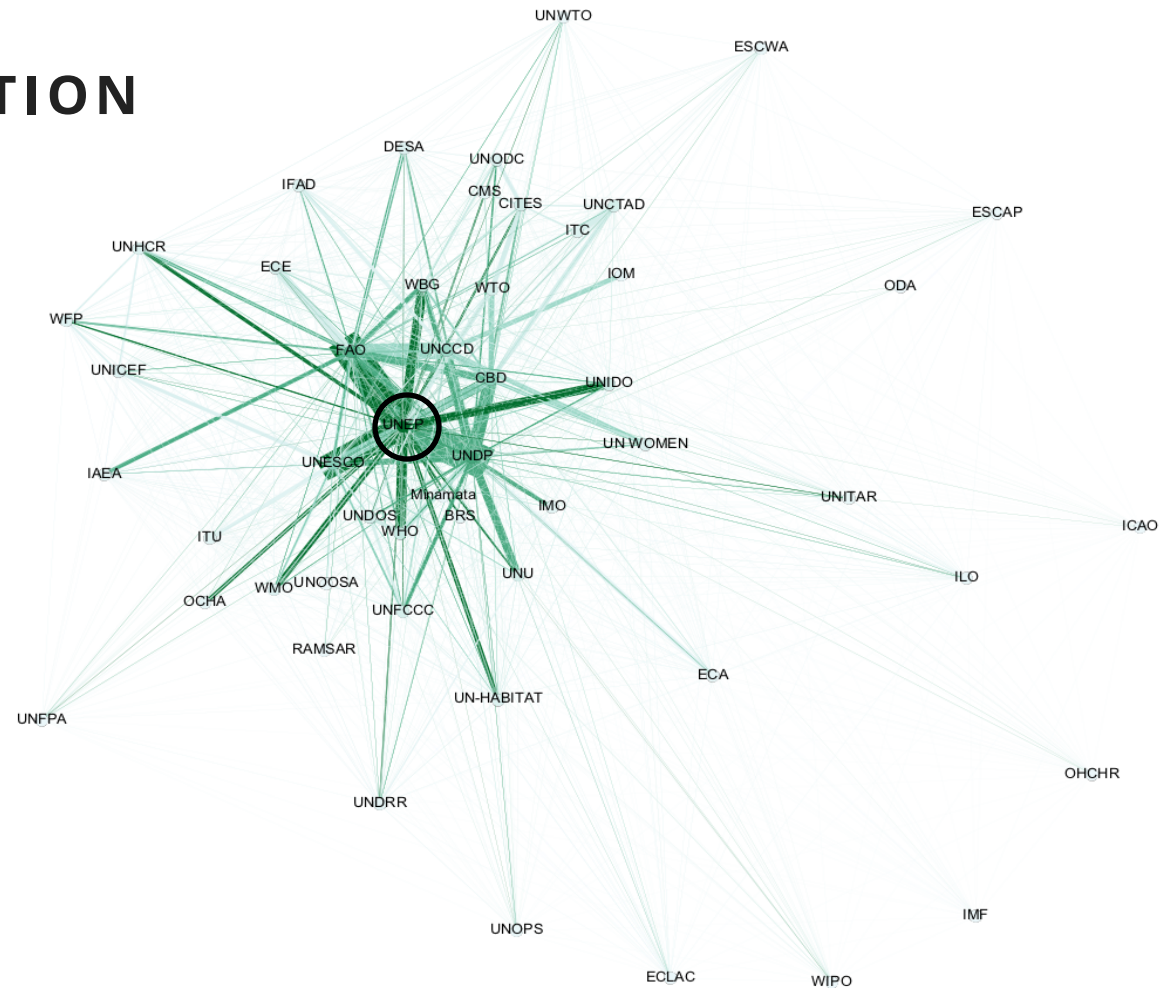 UNWTO
ESCWA
TION
DESA
UNODC
IFAD
CMS
CITES
UNCTAD
ESCAP
ITC
UNHCR
ECE
IOM
WBG
WTO
ODA
WFP
FAO
UNCCD
UNICEF
CBD
UNIDO
UNEP
UN WOMEN
UNESCO
UNDP
IAEA
Minamata
UNITAR
IMO
UNDOS
BRS
ICAO
WHO
ITU
UNU
ILO
UNOOSA
WMO
OCHA
UNFCCC
RAMSAR
ECA
UN-HABITAT
UNFPA
OHCHR
UNDRR
IMF
UNOPS
ECLAC
WIPO